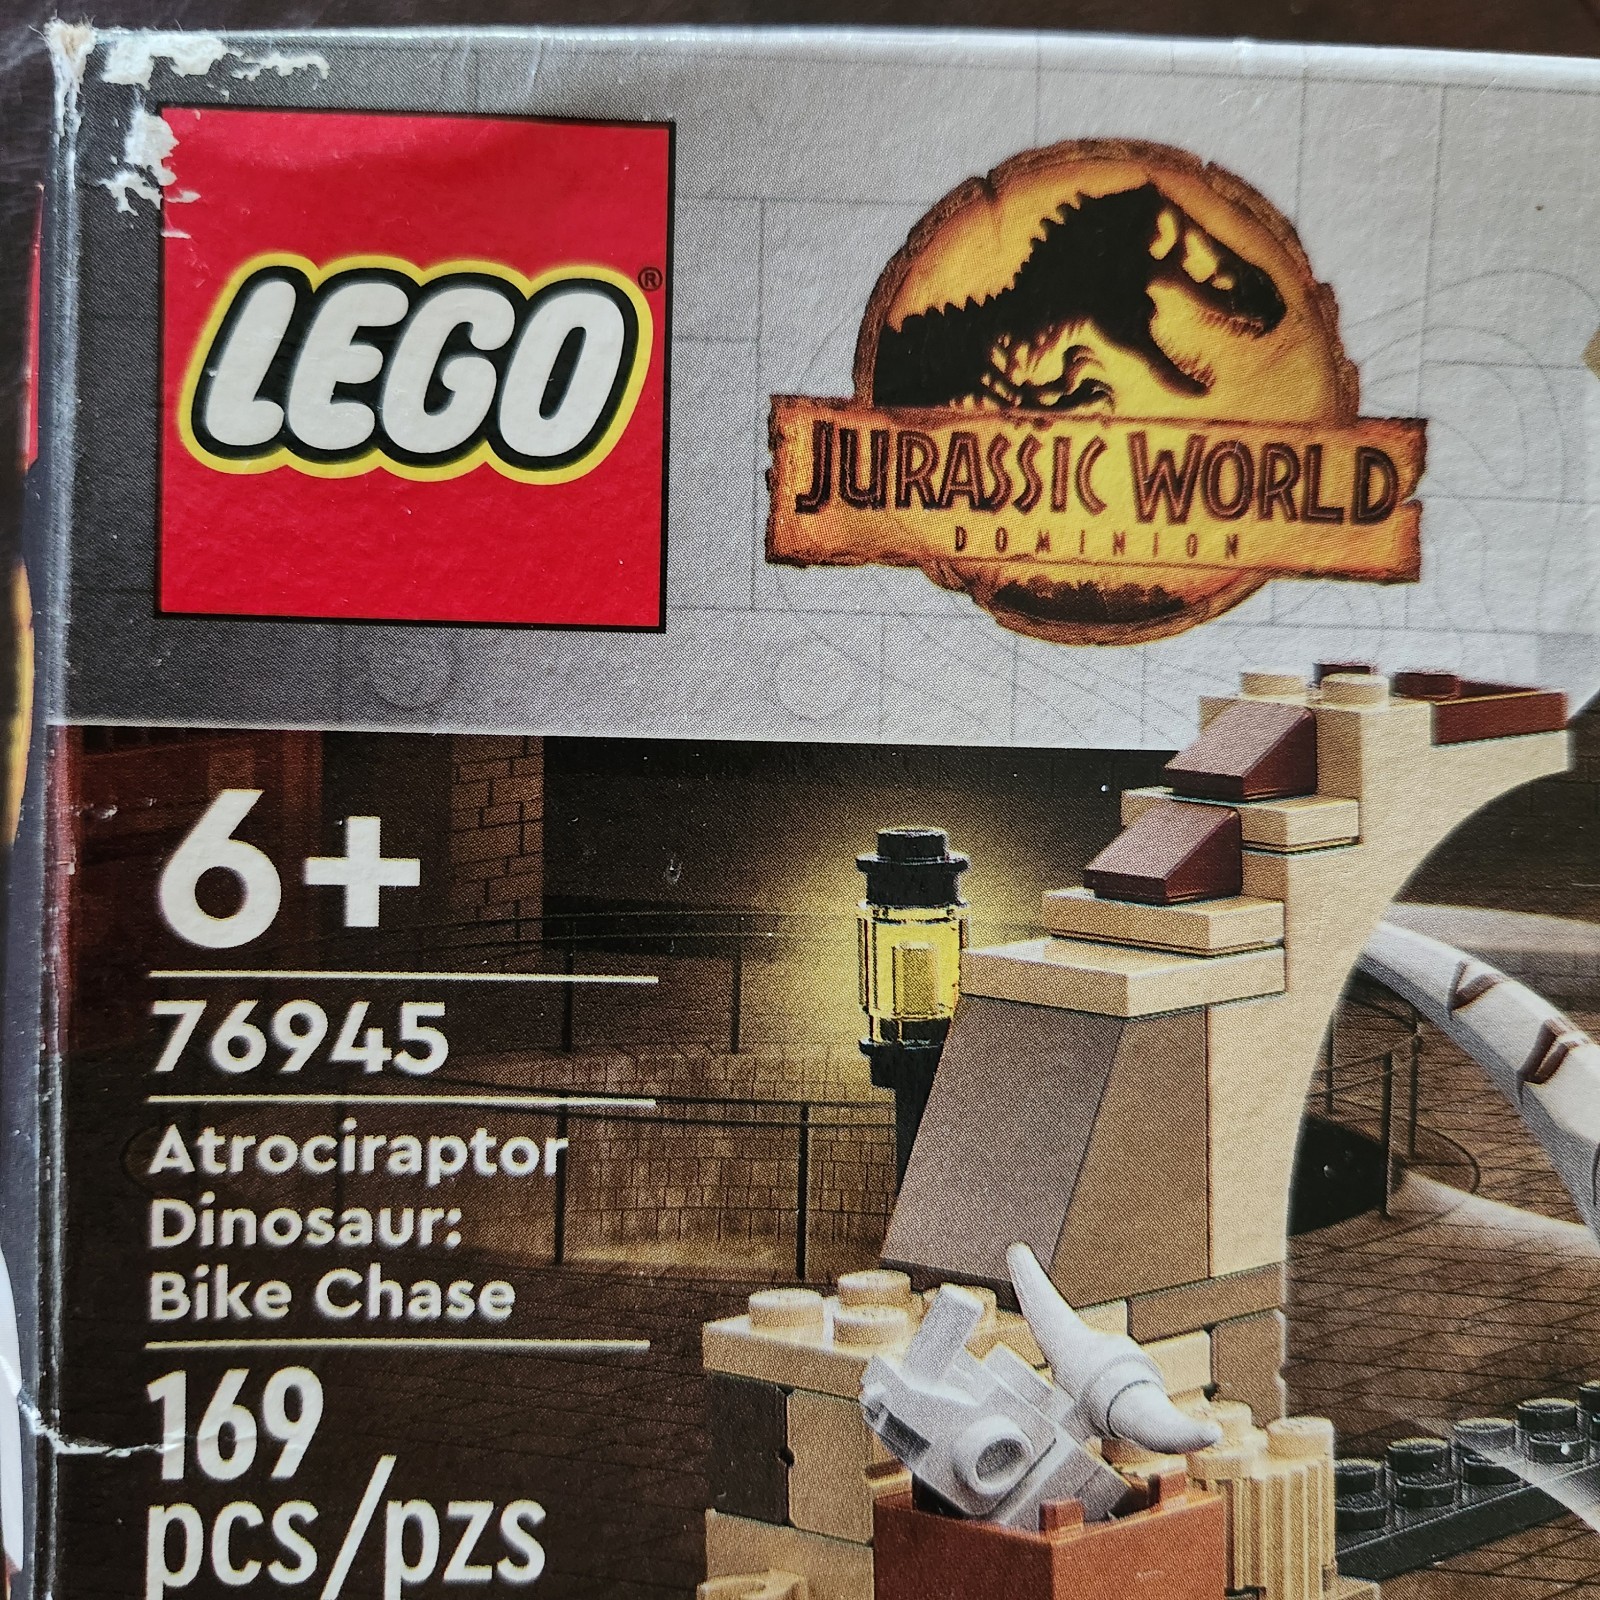 LEGO®
JURASSIC WORLD
DOMINION
6+
76945
Atrociraptor
Dinosaur:
Bike Chase
169
pcs/pzs